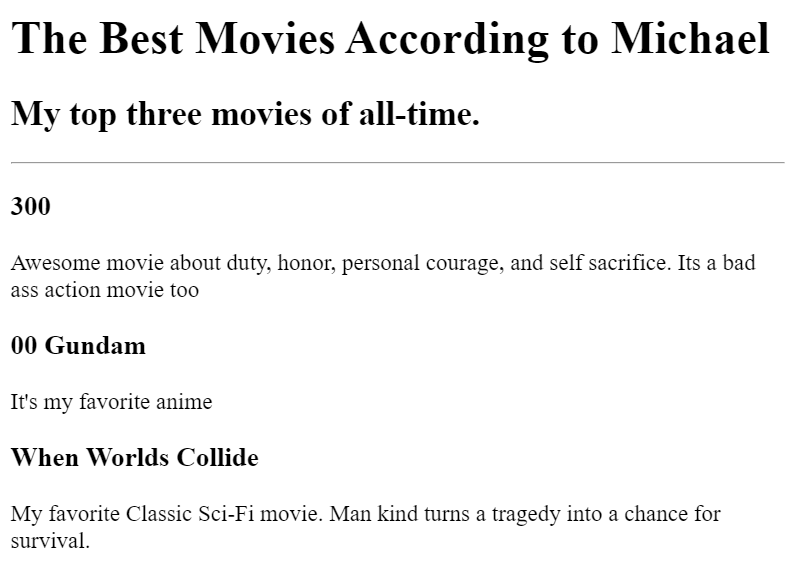 The Best Movies According to Michael
My top three movies of all-time.
300
Awesome movie about duty, honor, personal courage, and self sacrifice. Its a bad
ass action movie too
00 Gundam
It's my favorite anime
When Worlds Collide
My favorite Classic Sci-Fi movie. Man kind turns a tragedy into a chance for
survival.